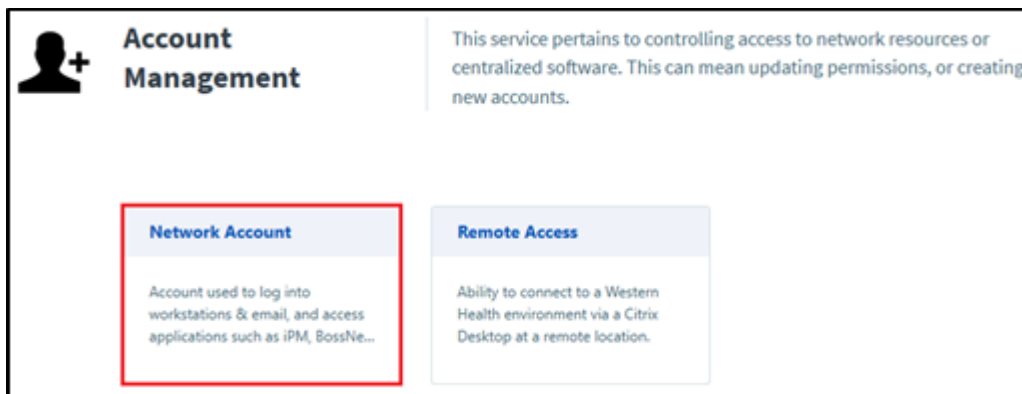 Account
Management
This service pertains to controlling access to network resources or
centralized software. This can mean updating permissions, or creating
new accounts.
Network Account
Account used to log into
workstations & email, and access
applications such as iPM, BossNe...
Remote Access
Ability to connect to a Western
Health environment via a Citrix
Desktop at a remote location.